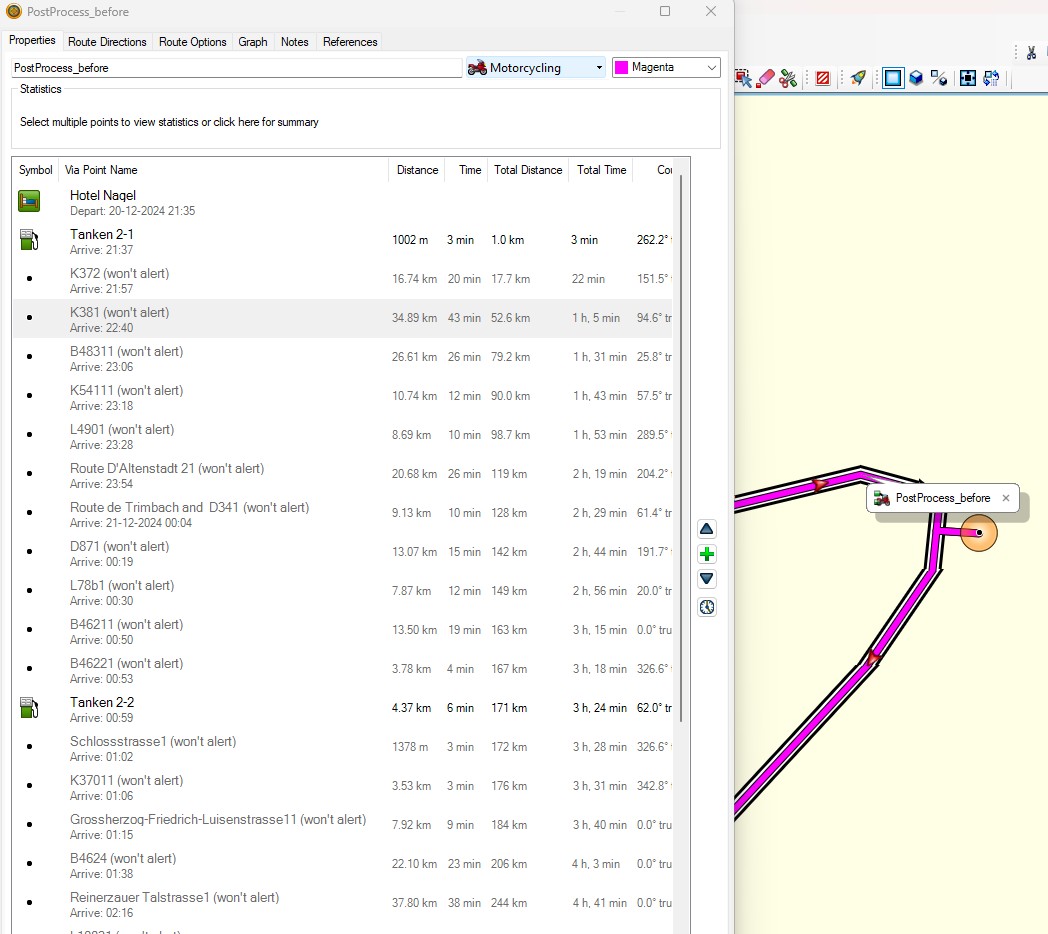 PostProcess_before
Properties Route Directions Route Options Graph Notes References
PostProcess_before Motorcycling Magenta
Statistics
Select multiple points to view statistics or click here for summary
Symbol Via Point Name Distance Time Total Distance Total Time Cou
Hotel Nagel
Depart: 20-12-2024 21:35
Tanken 2-1 1002 m 3 min 1.0 km 3 min 262.2°
Arrive: 21:37
K372 (won't alert) 16.74 km 20 min 17.7 km 22 min 151.5°
Arrive: 21:57
K381 (won't alert) 34.89 km 43 min 52.6 km 1 h, 5 min 94.6° tr
Arrive: 22:40
B48311 (won't alert) 26.61 km 26 min 79.2 km 1 h, 31 min 25.8° tr
Arrive: 23:06
K54111 (won't alert) 10.74 km 12 min 90.0 km 1 h, 43 min 57.5° tr
Arrive: 23:18
L4901 (won't alert) 8.69 km 10 min 98.7 km 1 h, 53 min 289.5°
Arrive: 23:28
Route D'Altenstadt 21 (won't alert) 20.68 km 26 min 119 km 2 h, 19 min 204.2°
Arrive: 23:54
Route de Trimbach and D341 (won't alert) 9.13 km 10 min 128 km 2 h, 29 min 61.4° tr
Arrive: 21-12-2024 00:04
D871 (won't alert) 13.07 km 15 min 142 km 2 h, 44 min 191.7°
Arrive: 00:19
L78b1 (won't alert) 7.87 km 12 min 149 km 2 h, 56 min 20.0° tr
Arrive: 00:30
B46211 (won't alert) 13.50 km 19 min 163 km 3 h, 15 min 0.0° tru
Arrive: 00:50
B46221 (won't alert) 3.78 km 4 min 167 km 3 h, 18 min 326.6°
Arrive: 00:53
Tanken 2-2 4.37 km 6 min 171 km 3 h, 24 min 62.0° tr
Arrive: 00:59
Schlossstrasse1 (won't alert) 1378 m 3 min 172 km 3 h, 28 min 326.6°
Arrive: 01:02
K37011 (won't alert) 3.53 km 3 min 176 km 3 h, 31 min 342.8°
Arrive: 01:06
Grossherzog-Friedrich-Luisenstrasse11 (won't alert) 7.92 km 9 min 184 km 3 h, 40 min 0.0° tru
Arrive: 01:15
B4624 (won't alert) 22.10 km 23 min 206 km 4 h, 3 min 0.0° tru
Arrive: 01:38
Reinerzauer Talstrasse1 (won't alert) 37.80 km 38 min 244 km 4 h, 41 min 0.0° tru
Arrive: 02:16
PostProcess_before